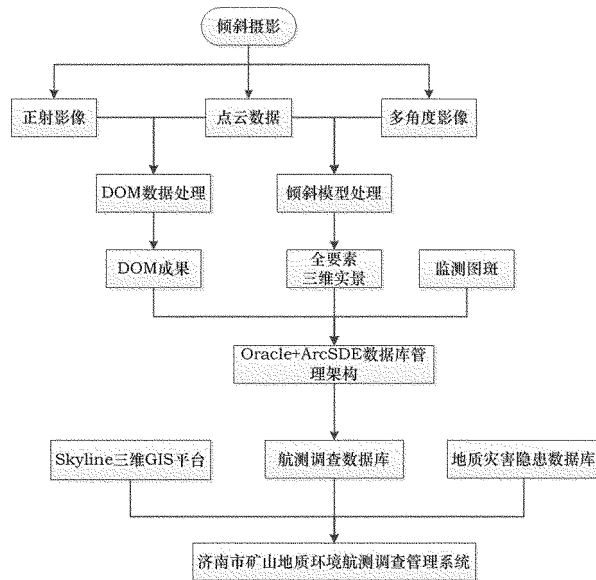 倾斜摄影
正射影像
点云数据
多角度影像
DOM数据处理
倾斜模型处理
DOM成果
全要素
三维实景
监测图斑
Oracle+ArcSDE数据库管
理架构
Skyline三维GIS平台
航测调查数据库
地质灾害隐患数据库
济南市矿山地质环境航测调查管理系统